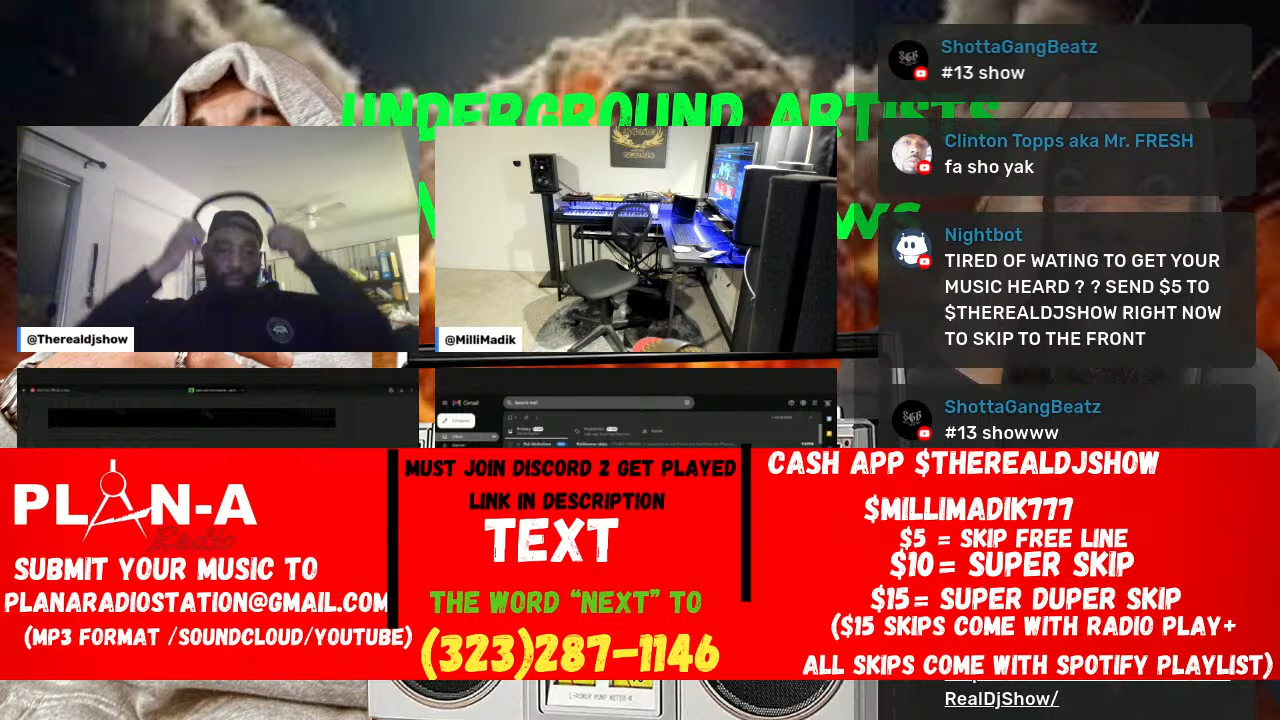 UNDERGROUND ARTISTS
@Therealdjshow
@MilliMadik
Gmail
Search mail
ShottaGangBeatz
#13 show
Clinton Topps aka Mr. FRESH
fa sho yak
Nightbot
TIRED OF WATING TO GET YOUR
MUSIC HEARD ? ? SEND $5 TO
$THEREALDJSHOW RIGHT NOW
TO SKIP TO THE FRONT
ShottaGangBeatz
#13 showww
RealDjShow/
PLAN-A
Radio
SUBMIT YOUR MUSIC TO
PLANARADIOSTATION@GMAIL.COM
(MP3 FORMAT /SOUNDCLOUD/YOUTUBE)
MUST JOIN DISCORD 2 GET PLAYED
LINK IN DESCRIPTION
TEXT
THE WORD “NEXT” TO
(323)287-1146
CASH APP $THEREALDJSHOW
$MILLIMADIK777
$5 = SKIP FREE LINE
$10 = SUPER SKIP
$15 = SUPER DUPER SKIP
($15 SKIPS COME WITH RADIO PLAY+
ALL SKIPS COME WITH SPOTIFY PLAYLIST)